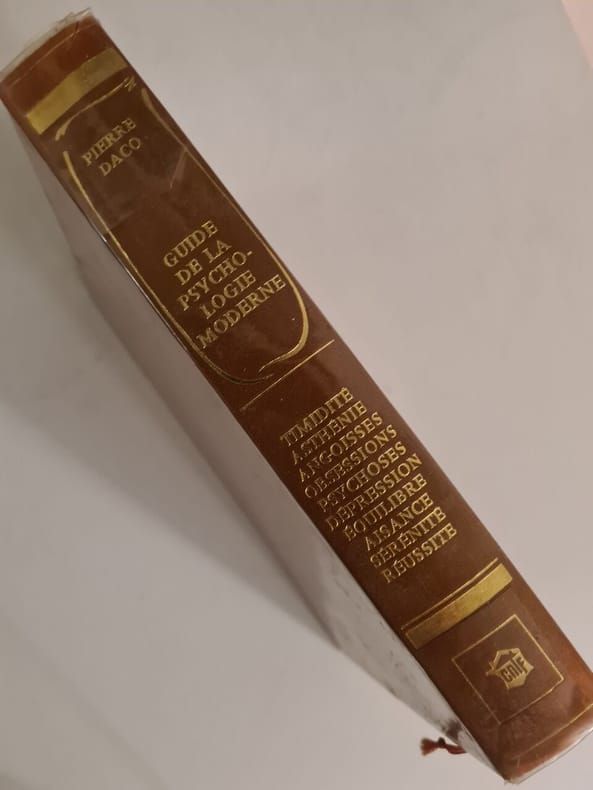 PIERRE
DACO
GUIDE
DE LA
PSYCHO-
LOGIE
MODERNE
TIMIDITÉ
ASTHÉNIE
ANGOISSES
OBSESSIONS
PSYCHOSES
DÉPRESSION
ÉQUILIBRE
AISANCE
SÉRÉNITÉ
RÉUSSITE